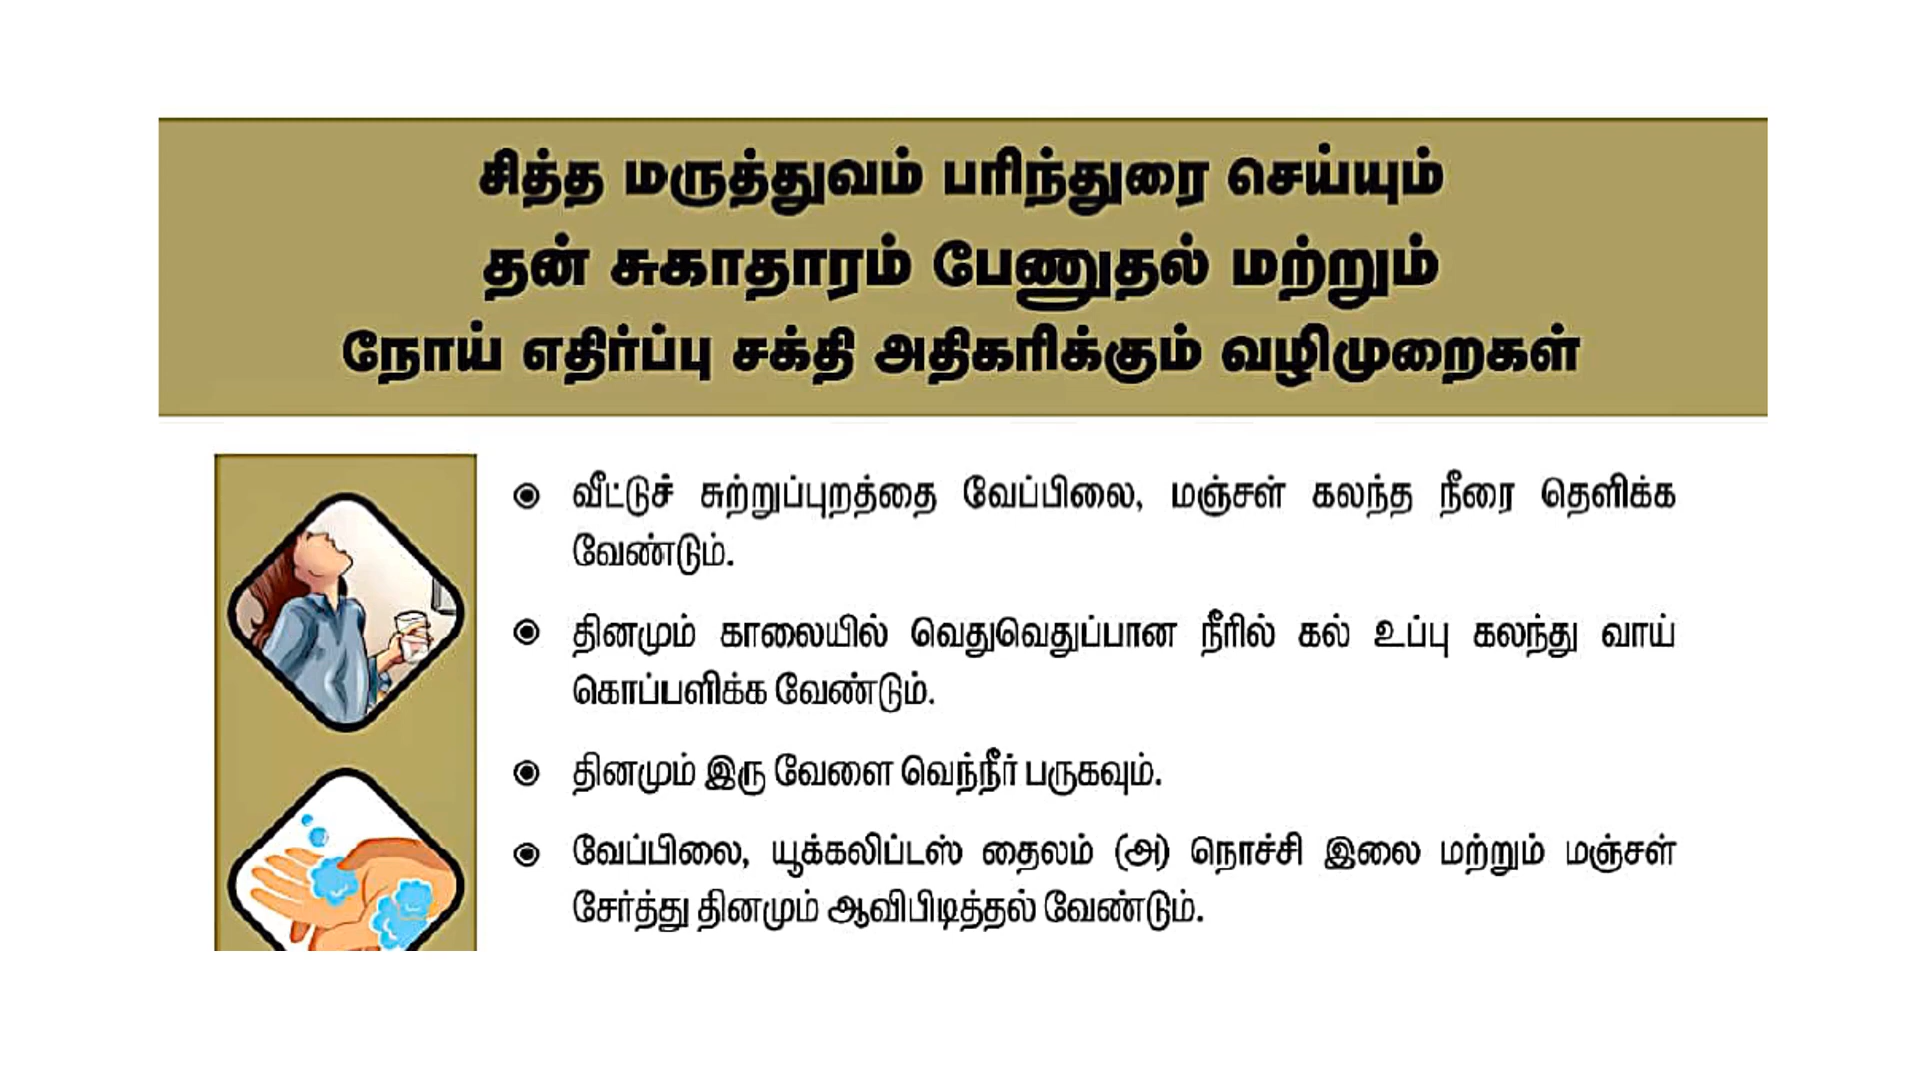 சித்த மருத்துவம் பரிந்துரை செய்யும்
தன் சுகாதாரம் பேணுதல் மற்றும்
நோய் எதிர்ப்பு சக்தி அதிகரிக்கும் வழிமுறைகள்
வீட்டுச் சுற்றுப்புறத்தை வேப்பிலை, மஞ்சள் கலந்த நீரை தெளிக்க
வேண்டும்.
தினமும் காலையில் வெதுவெதுப்பான நீரில் கல் உப்பு கலந்து வாய்
கொப்பளிக்க வேண்டும்.
தினமும் இரு வேளை வெந்நீர் பருகவும்.
வேப்பிலை, யூக்கலிப்டஸ் தைலம் (அ) நொச்சி இலை மற்றும் மஞ்சள்
சேர்த்து தினமும் ஆவிபிடித்தல் வேண்டும்.